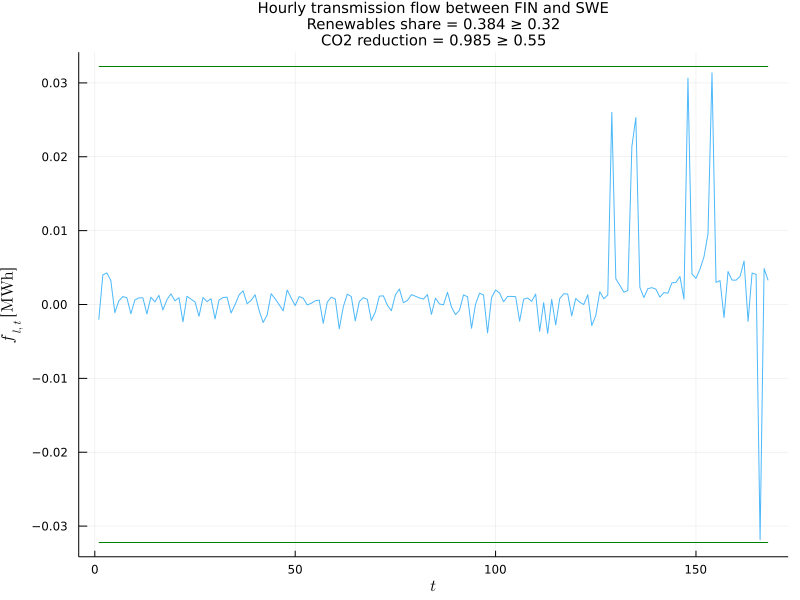 Hourly transmission flow between FIN and SWE
Renewables share = 0.384 ≥ 0.32
CO2 reduction = 0.985 ≥ 0.55
0.03
0.02
0.01
0.00
−0.01
−0.02
−0.03
f l, t [MWh]
0 50 100 150
t